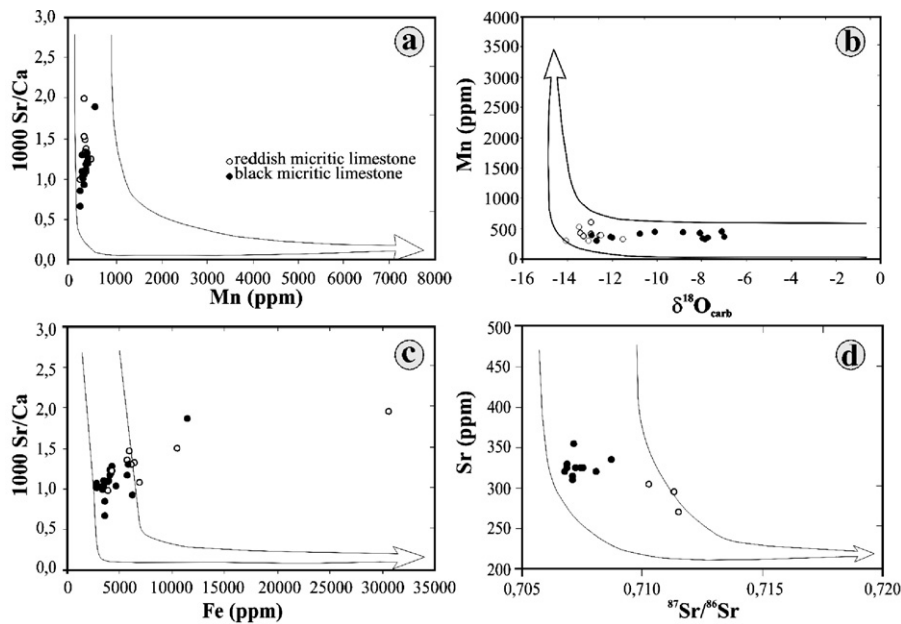 a
1000 Sr/Ca
3,0
2,5
2,0
1,5
1,0
0,5
0,0
0 1000 2000 3000 4000 5000 6000 7000 8000
Mn (ppm)
reddish micritic limestone
black micritic limestone
b
Mn (ppm)
4000
3500
3000
2500
2000
1500
1000
500
0
-16 -14 -12 -10 -8 -6 -4 -2 0
δ18Ocarb
c
1000 Sr/Ca
3,0
2,5
2,0
1,5
1,0
0,5
0,0
0 5000 10000 15000 20000 25000 30000 35000
Fe (ppm)
d
Sr (ppm)
500
450
400
350
300
250
200
0,705 0,710 0,715 0,720
87Sr/86Sr